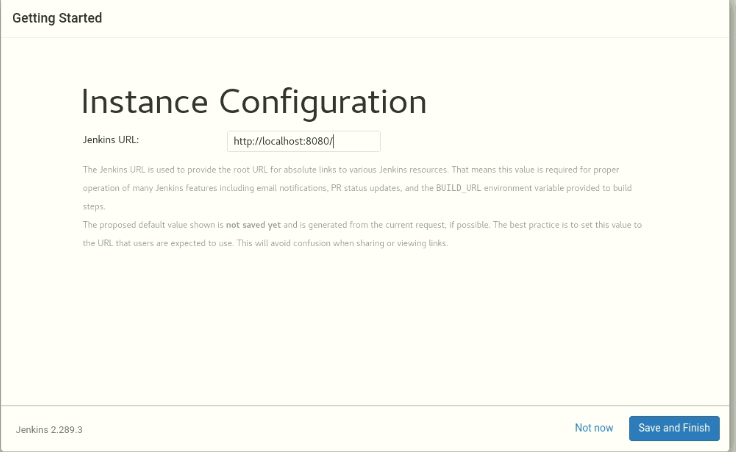 Getting Started
Instance Configuration
Jenkins URL: http://localhost:8080/
The Jenkins URL is used to provide the root URL for absolute links to various Jenkins resources. That means this value is required for proper
operation of many Jenkins features including email notifications, PR status updates, and the BUILD_URL environment variable provided to build
steps.
The proposed default value shown is not saved yet and is generated from the current request, if possible. The best practice is to set this value to
the URL that users are expected to use. This will avoid confusion when sharing or viewing links.
Jenkins 2.289.3 Not now Save and Finish